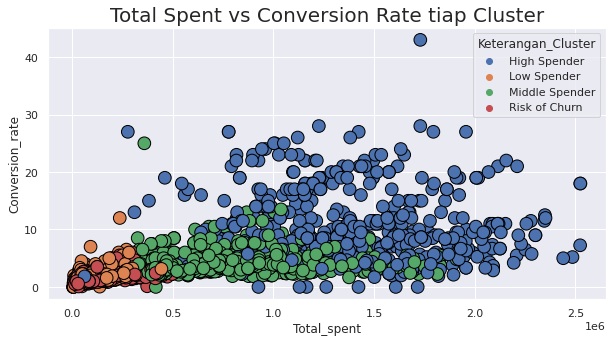 Total Spent vs Conversion Rate tiap Cluster
Keterangan_Cluster
High Spender
Low Spender
Middle Spender
Risk of Churn
Conversion_rate
40
30
20
10
0
0.0 0.5 1.0 1.5 2.0 2.5
1e6
Total_spent